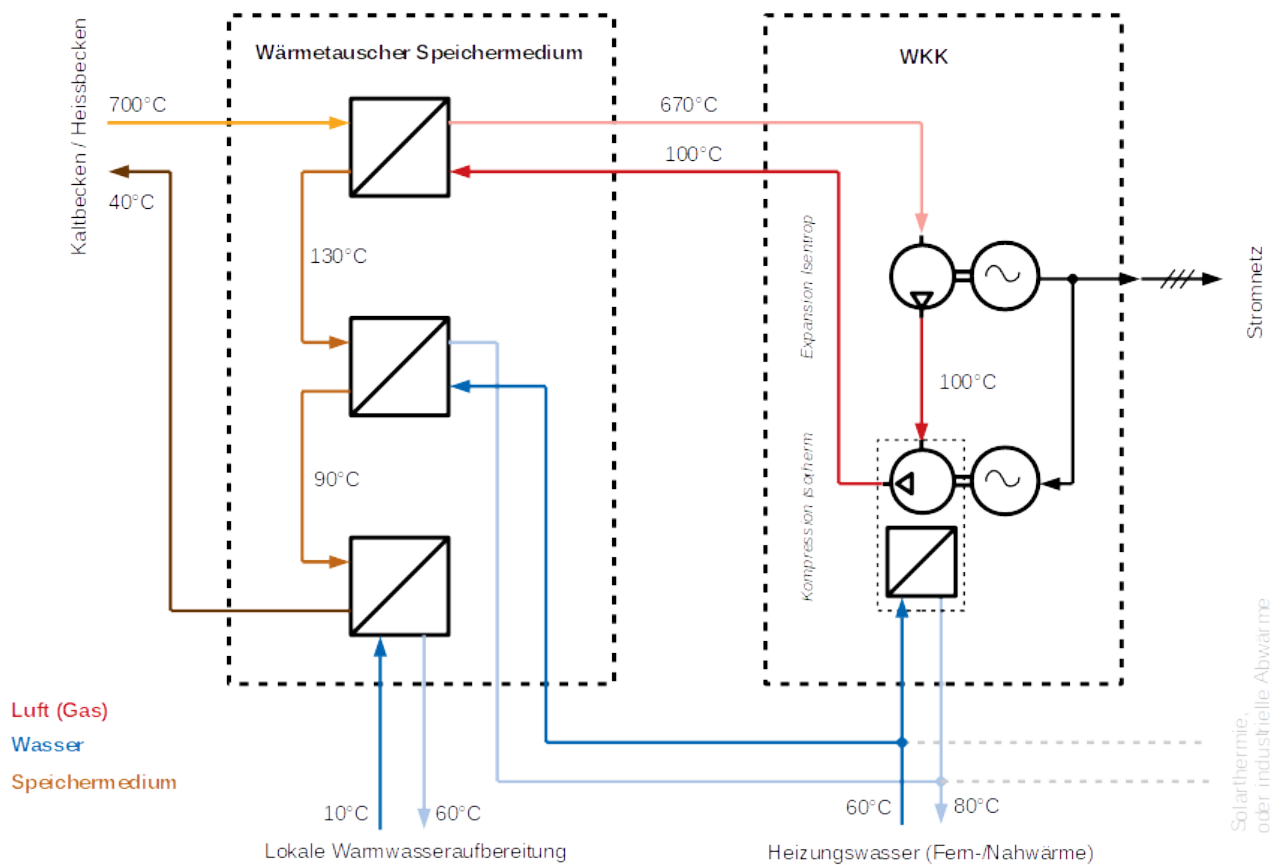 Wärmetauscher Speichermedium
WKK
Kaltbecken / Heissbecken
700°C
40°C
670°C
100°C
130°C
90°C
Expansion Isentrop
100°C
Kompression Isotherm
Stromnetz
Luft (Gas)
Wasser
Speichermedium
10°C
60°C
Lokale Warmwasseraufbereitung
60°C
80°C
Heizungswasser (Fern-/Nahwärme)
Solarthermie,
oder industrielle Abwärme